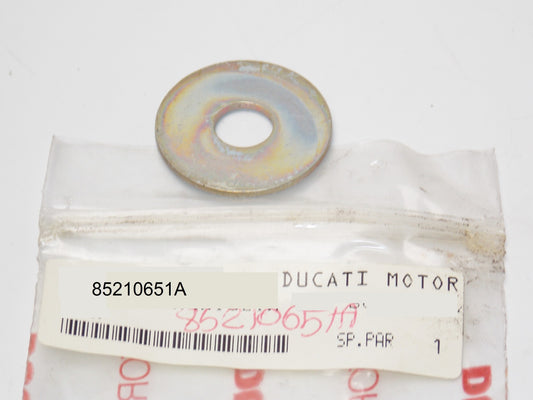 DUCATI MOTOR
85210651A
85210651A
SP.PAR 1